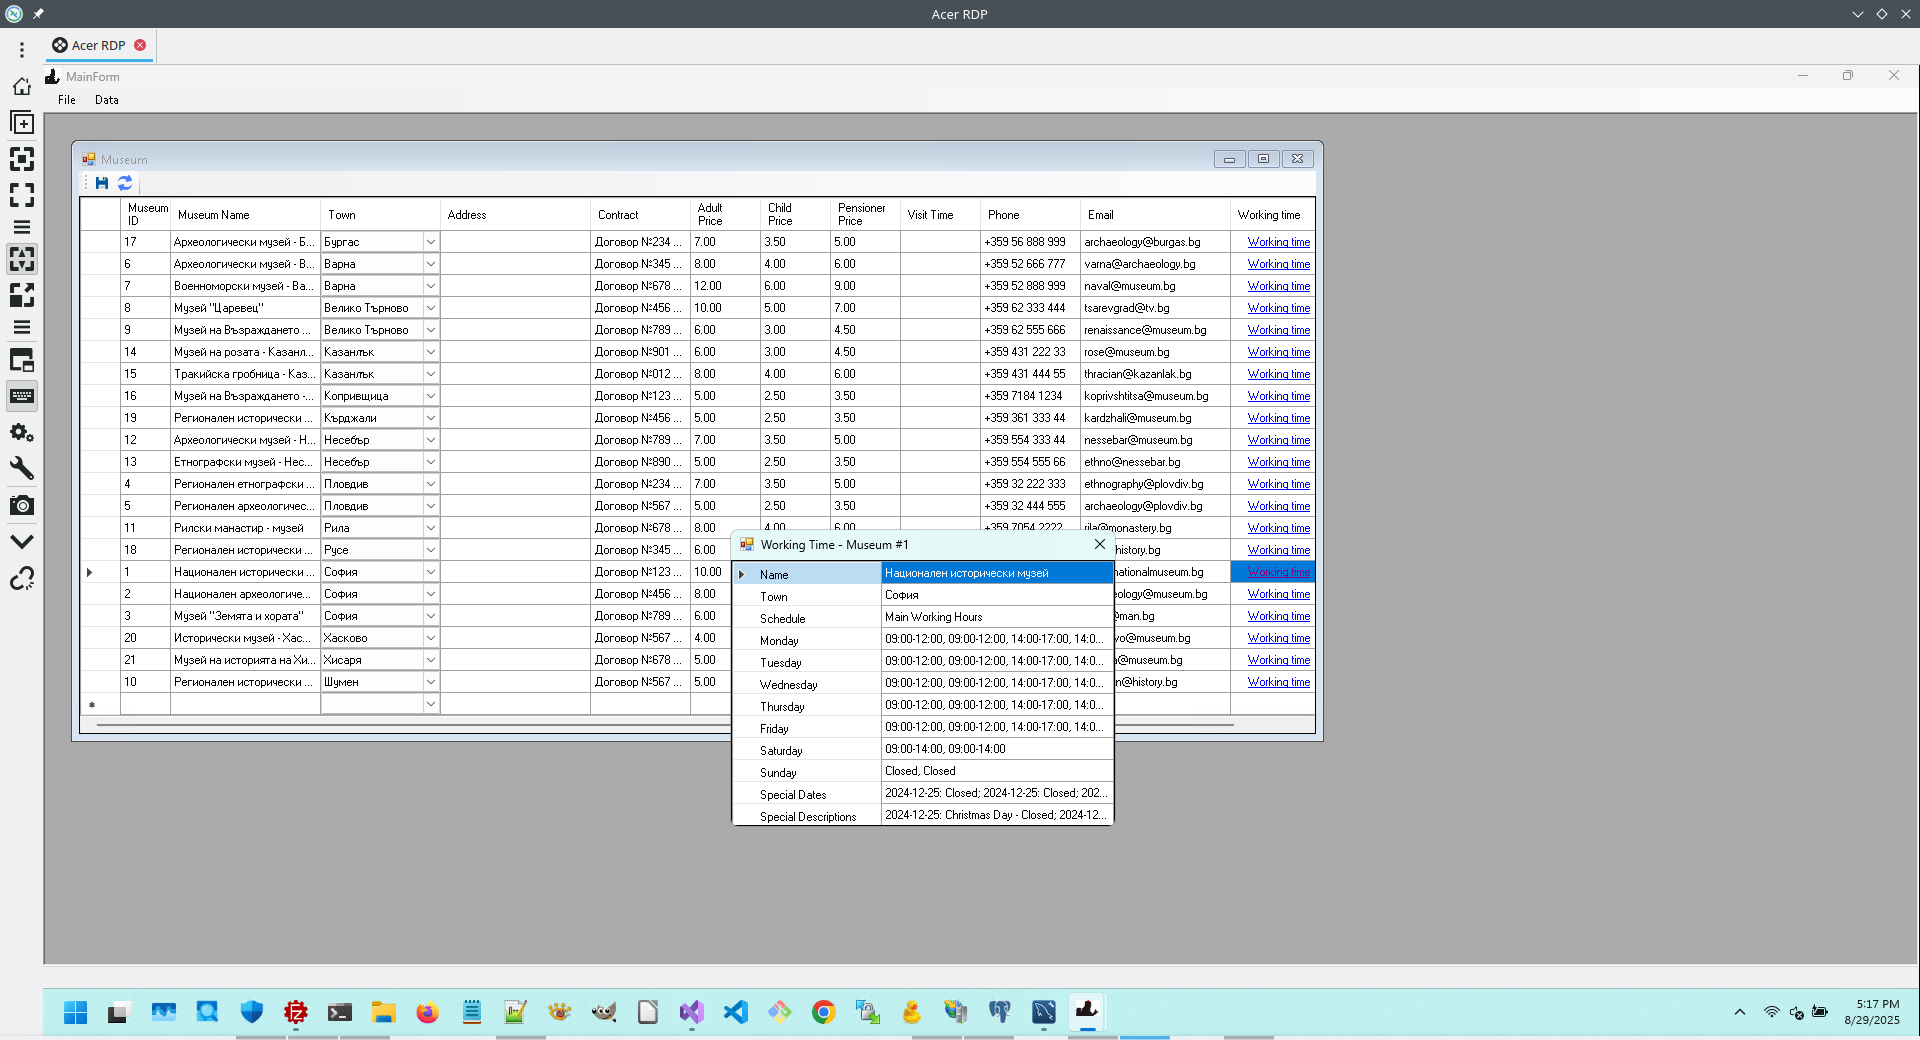 Acer RDP
Acer RDP
MainForm
File Data
Museum
Museum ID Museum Name Town Address Contract Adult Price Child Price Pensioner Price Visit Time Phone Email Working time
17 Археологически музей - Б... Бургас Договор №234 ... 7.00 3.50 5.00 +359 56 888 999 archaeology@burgas.bg Working time
6 Археологически музей - В... Варна Договор №345 ... 8.00 4.00 6.00 +359 52 666 777 varna@archaeology.bg Working time
7 Военноморски музей - Ва... Варна Договор №678 ... 12.00 6.00 9.00 +359 52 888 999 naval@museum.bg Working time
8 Музей "Царевец" Велико Търново Договор №456 ... 10.00 5.00 7.00 +359 62 333 444 tsarevgrad@tv.bg Working time
9 Музей на Възраждането ... Велико Търново Договор №789 ... 6.00 3.00 4.50 +359 62 555 666 renaissance@museum.bg Working time
14 Музей на розата - Казанл... Казанлък Договор №901 ... 6.00 3.00 4.50 +359 431 222 33 rose@museum.bg Working time
15 Тракийска гробница - Каз... Казанлък Договор №012 ... 8.00 4.00 6.00 +359 431 444 55 thracian@kazanlak.bg Working time
16 Музей на Възраждането -... Копривщица Договор №123 ... 5.00 2.50 3.50 +359 7184 1234 koprivshtitsa@museum.bg Working time
19 Регионален исторически ... Кърджали Договор №456 ... 5.00 2.50 3.50 +359 361 333 44 kardzhali@museum.bg Working time
12 Археологически музей - Н... Несебър Договор №789 ... 7.00 3.50 5.00 +359 554 333 44 nessebar@museum.bg Working time
13 Етнографски музей - Нес... Несебър Договор №890 ... 5.00 2.50 3.50 +359 554 555 66 ethno@nessebar.bg Working time
4 Регионален етнографски ... Пловдив Договор №234 ... 7.00 3.50 5.00 +359 32 222 333 ethnography@plovdiv.bg Working time
5 Регионален археологичес... Пловдив Договор №567 ... 5.00 2.50 3.50 +359 32 444 555 archaeology@plovdiv.bg Working time
11 Рилски манастир - музей Рила Договор №678 ... 8.00 4.00 6.00 +359 7054 2222 rila@monastery.bg Working time
18 Регионален исторически ... Русе Договор №345 ... 6.00 history.bg Working time
1 Национален исторически ... София Договор №123 ... 10.00 nationalmuseum.bg Working time
2 Национален археологиче... София Договор №456 ... 8.00 eology@museum.bg Working time
3 Музей "Земята и хората" София Договор №789 ... 6.00 @man.bg Working time
20 Исторически музей - Хас... Хасково Договор №567 ... 4.00 vo@museum.bg Working time
21 Музей на историята на Хи... Хисаря Договор №678 ... 5.00 a@museum.bg Working time
10 Регионален исторически ... Шумен Договор №567 ... 5.00 n@history.bg Working time
Working Time - Museum #1
Name Национален исторически музей
Town София
Schedule Main Working Hours
Monday 09:00-12:00, 09:00-12:00, 14:00-17:00, 14:0...
Tuesday 09:00-12:00, 09:00-12:00, 14:00-17:00, 14:0...
Wednesday 09:00-12:00, 09:00-12:00, 14:00-17:00, 14:0...
Thursday 09:00-12:00, 09:00-12:00, 14:00-17:00, 14:0...
Friday 09:00-12:00, 09:00-12:00, 14:00-17:00, 14:0...
Saturday 09:00-14:00, 09:00-14:00
Sunday Closed, Closed
Special Dates 2024-12-25: Closed; 2024-12-25: Closed; 202...
Special Descriptions 2024-12-25: Christmas Day - Closed; 2024-12...
5:17 PM
8/29/2025